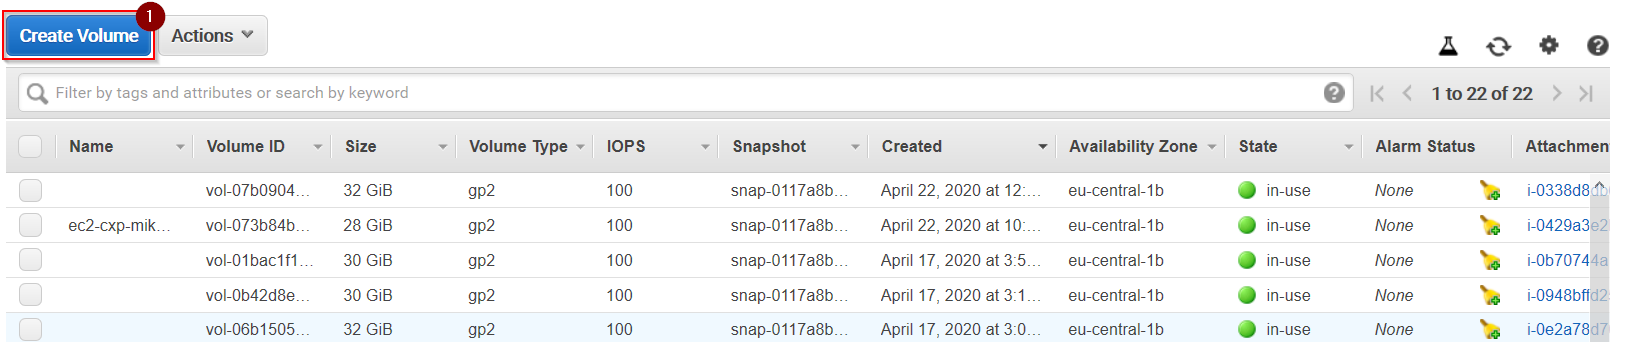 1
Create Volume Actions
Filter by tags and attributes or search by keyword ? 1 to 22 of 22
Name Volume ID Size Volume Type IOPS Snapshot Created Availability Zone State Alarm Status Attachment
vol-07b0904... 32 GiB gp2 100 snap-0117a8b... April 22, 2020 at 12:... eu-central-1b in-use None i-0338d8db
ec2-cxp-mik... vol-073b84b... 28 GiB gp2 100 snap-0117a8b... April 22, 2020 at 10:... eu-central-1b in-use None i-0429a3e2
vol-01bac1f1... 30 GiB gp2 100 snap-0117a8b... April 17, 2020 at 3:5... eu-central-1b in-use None i-0b70744a
vol-0b42d8e... 30 GiB gp2 100 snap-0117a8b... April 17, 2020 at 3:1... eu-central-1b in-use None i-0948bffd2
vol-06b1505... 32 GiB gp2 100 snap-0117a8b... April 17, 2020 at 3:0... eu-central-1b in-use None i-0e2a78d7